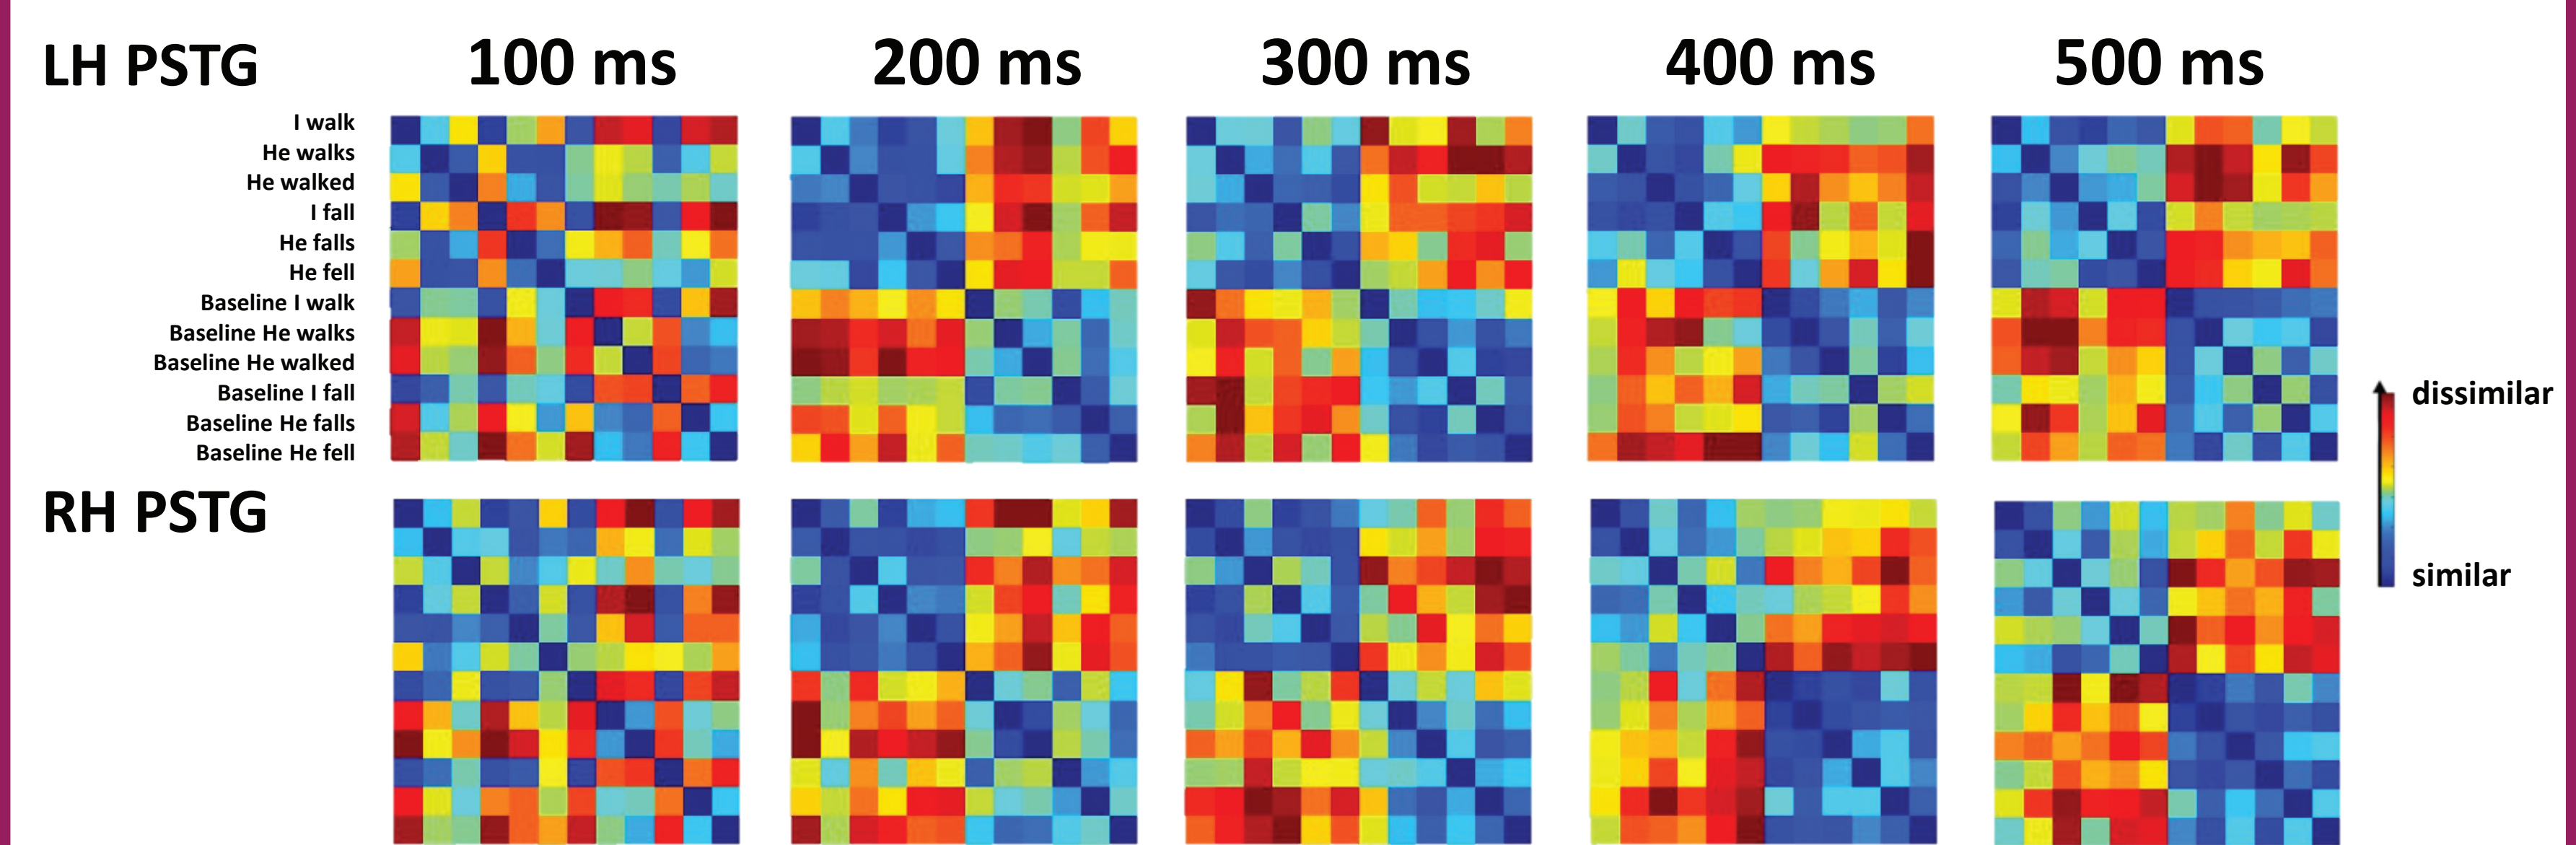 LH PSTG 100 ms 200 ms 300 ms 400 ms 500 ms
I walk
He walks
He walked
I fall
He falls
He fell
Baseline I walk
Baseline He walks
Baseline He walked
Baseline I fall
Baseline He falls
Baseline He fell
dissimilar
similar
RH PSTG